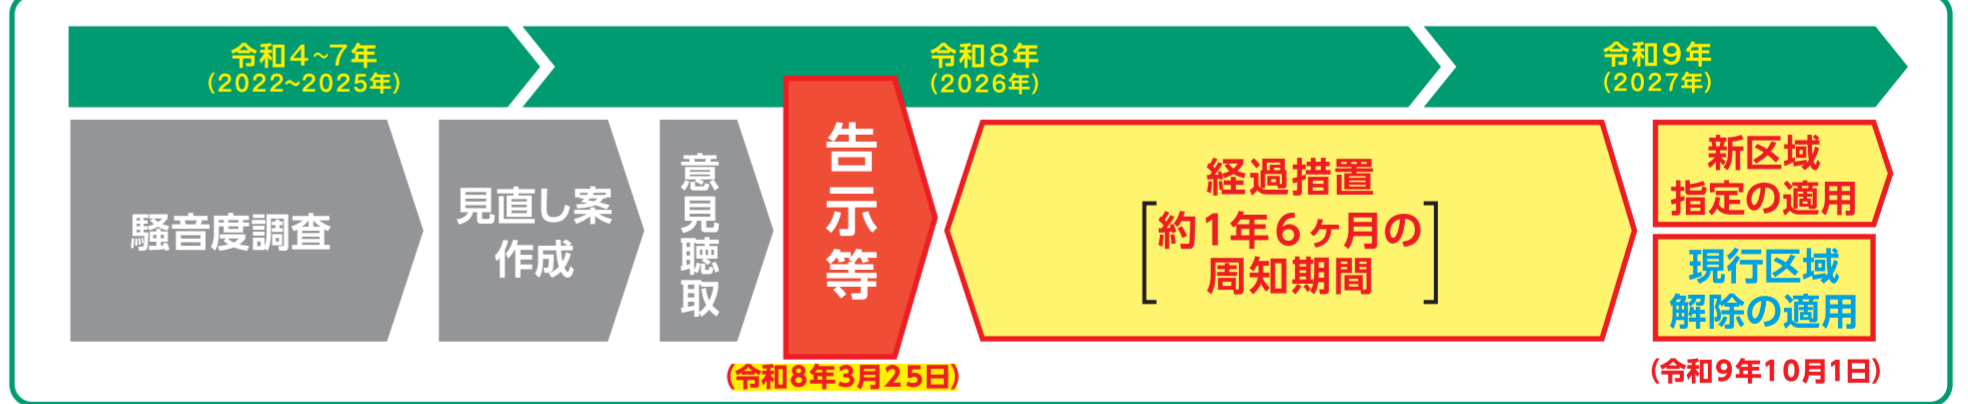 令和4~7年
(2022~2025年)
令和8年
(2026年)
令和9年
(2027年)
騒音度調査
見直し案
作成
意見聴取
告示等
(令和8年3月25日)
経過措置
[約1年6ヶ月の
周知期間]
新区域
指定の適用
現行区域
解除の適用
(令和9年10月1日)